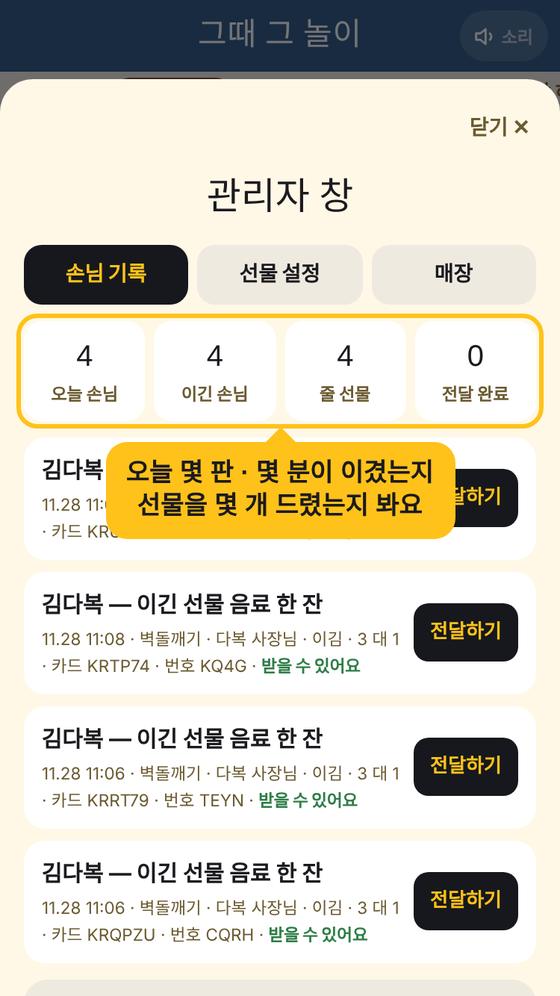 그때 그 놀이
소리
닫기 ✕
관리자 창
손님 기록
선물 설정
매장
4
오늘 손님
4
이긴 손님
4
줄 선물
0
전달 완료
오늘 몇 판 · 몇 분이 이겼는지
선물을 몇 개 드렸는지 봐요
김다복
11.28
· 카드
김다복 — 이긴 선물 음료 한 잔
11.28 11:08 · 벽돌깨기 · 다복 사장님 · 이김 · 3 대 1
· 카드 KRTP74 · 번호 KQ4G · 받을 수 있어요
전달하기
김다복 — 이긴 선물 음료 한 잔
11.28 11:06 · 벽돌깨기 · 다복 사장님 · 이김 · 3 대 1
· 카드 KRRT79 · 번호 TEYN · 받을 수 있어요
전달하기
김다복 — 이긴 선물 음료 한 잔
11.28 11:06 · 벽돌깨기 · 다복 사장님 · 이김 · 3 대 1
· 카드 KRQPZU · 번호 CQRH · 받을 수 있어요
전달하기